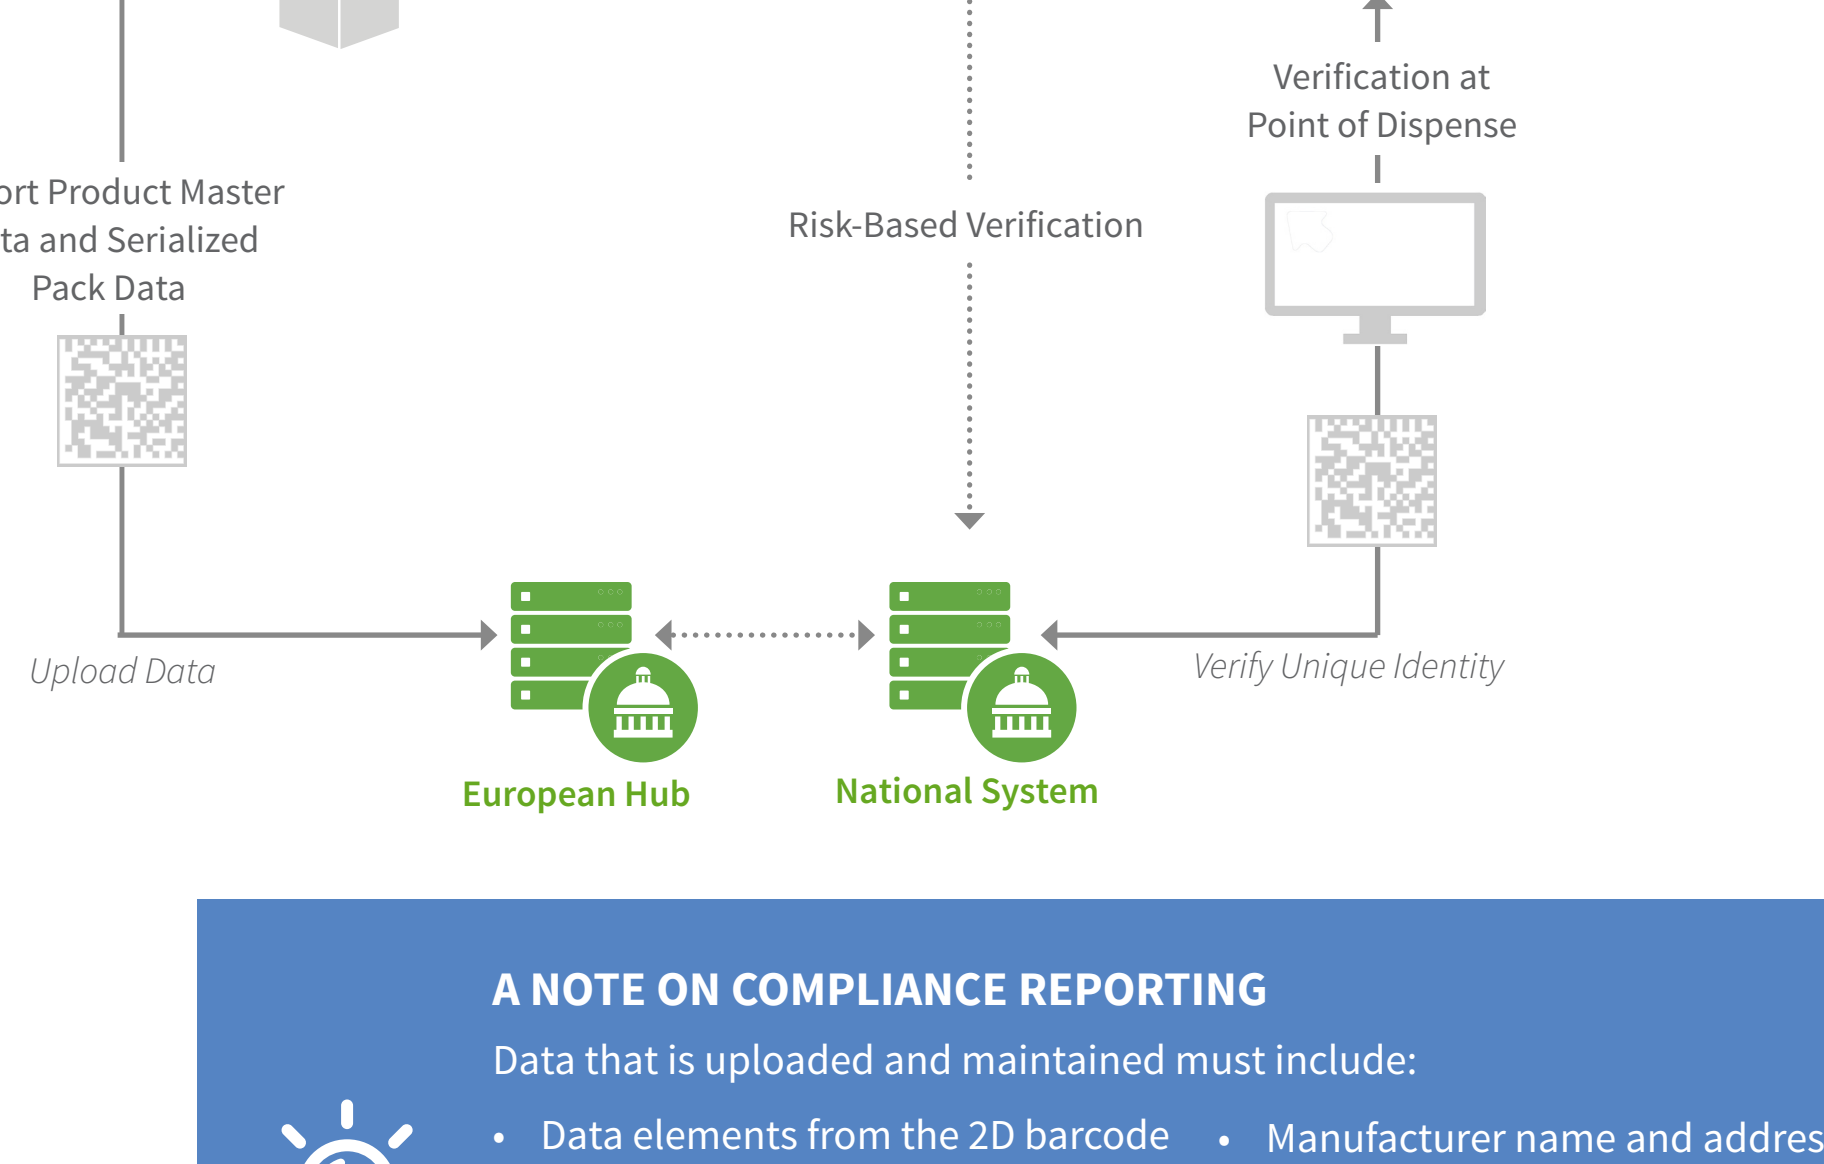 Verification at
Point of Dispense
ort Product Master
ta and Serialized
Pack Data
Risk-Based Verification
Upload Data
Verify Unique Identity
European Hub
National System
A NOTE ON COMPLIANCE REPORTING
Data that is uploaded and maintained must include:
• Data elements from the 2D barcode
• Manufacturer name and addres